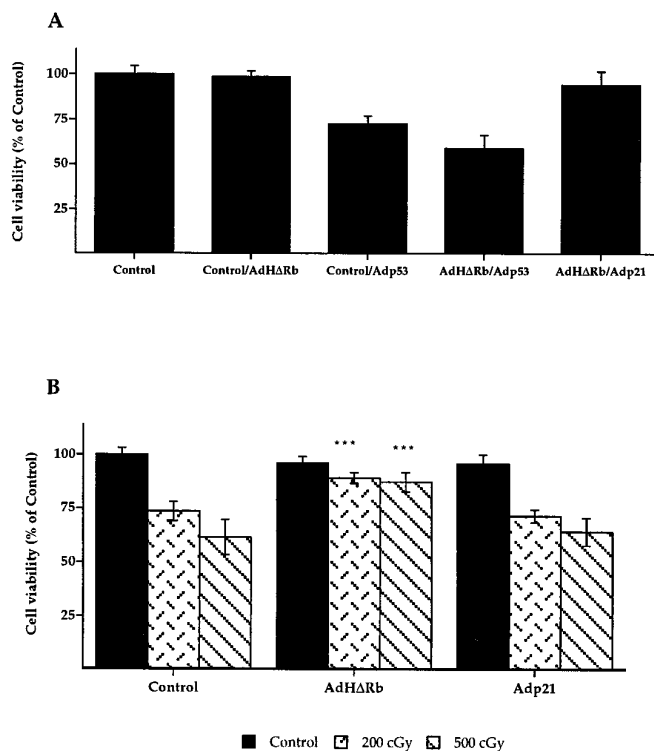 A
Cell viability (% of Control)
100
75
50
25
Control
Control/AdHΔRb
Control/Adp53
AdHΔRb/Adp53
AdHΔRb/Adp21
B
Cell viability (% of Control)
100
75
50
25
***
***
Control
AdHΔRb
Adp21
Control
200 cGy
500 cGy